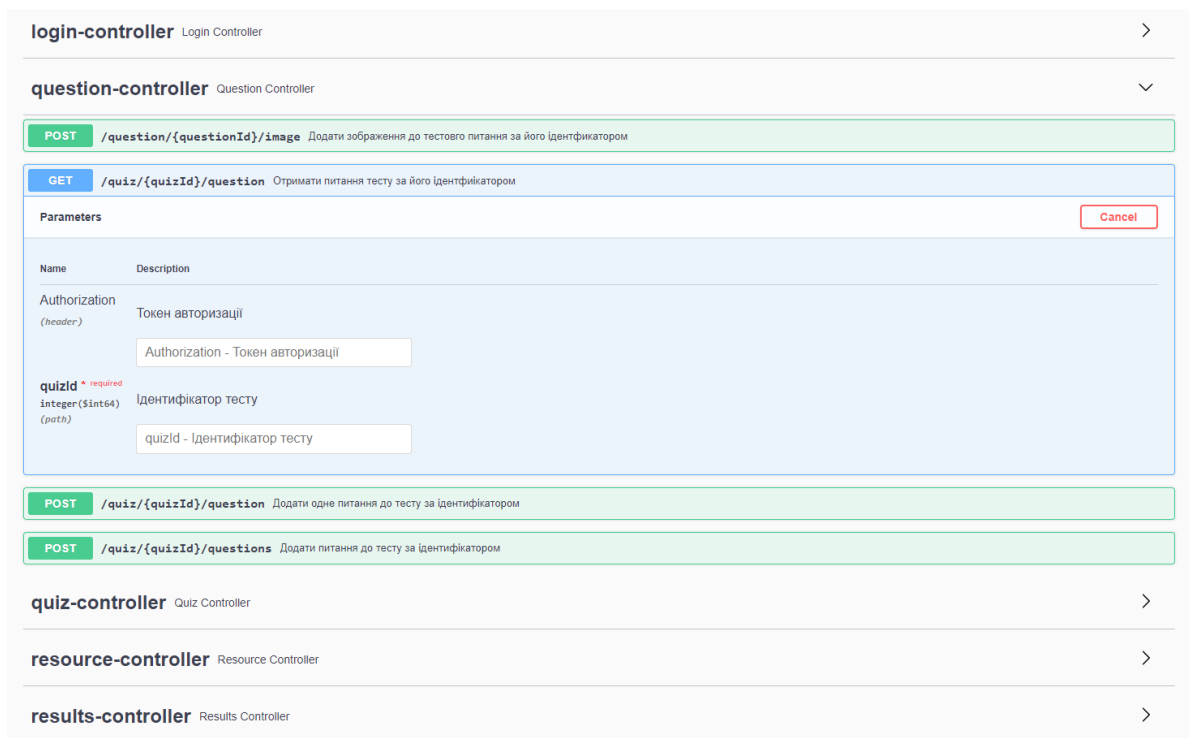 login-controller Login Controller
question-controller Question Controller
POST /question/{questionId}/image Додати зображення до тестовго питання за його ідентфикатором
GET /quiz/{quizId}/question Отримати питання тесту за його ідентфиікатором
Parameters Cancel
Name Description
Authorization
(header)
Токен авторизації
Authorization - Токен авторизації
quizId * required
integer($int64)
(path)
Ідентифікатор тесту
quizId - Ідентифікатор тесту
POST /quiz/{quizId}/question Додати одне питання до тесту за ідентифікатором
POST /quiz/{quizId}/questions Додати питання до тесту за ідентифікатором
quiz-controller Quiz Controller
resource-controller Resource Controller
results-controller Results Controller